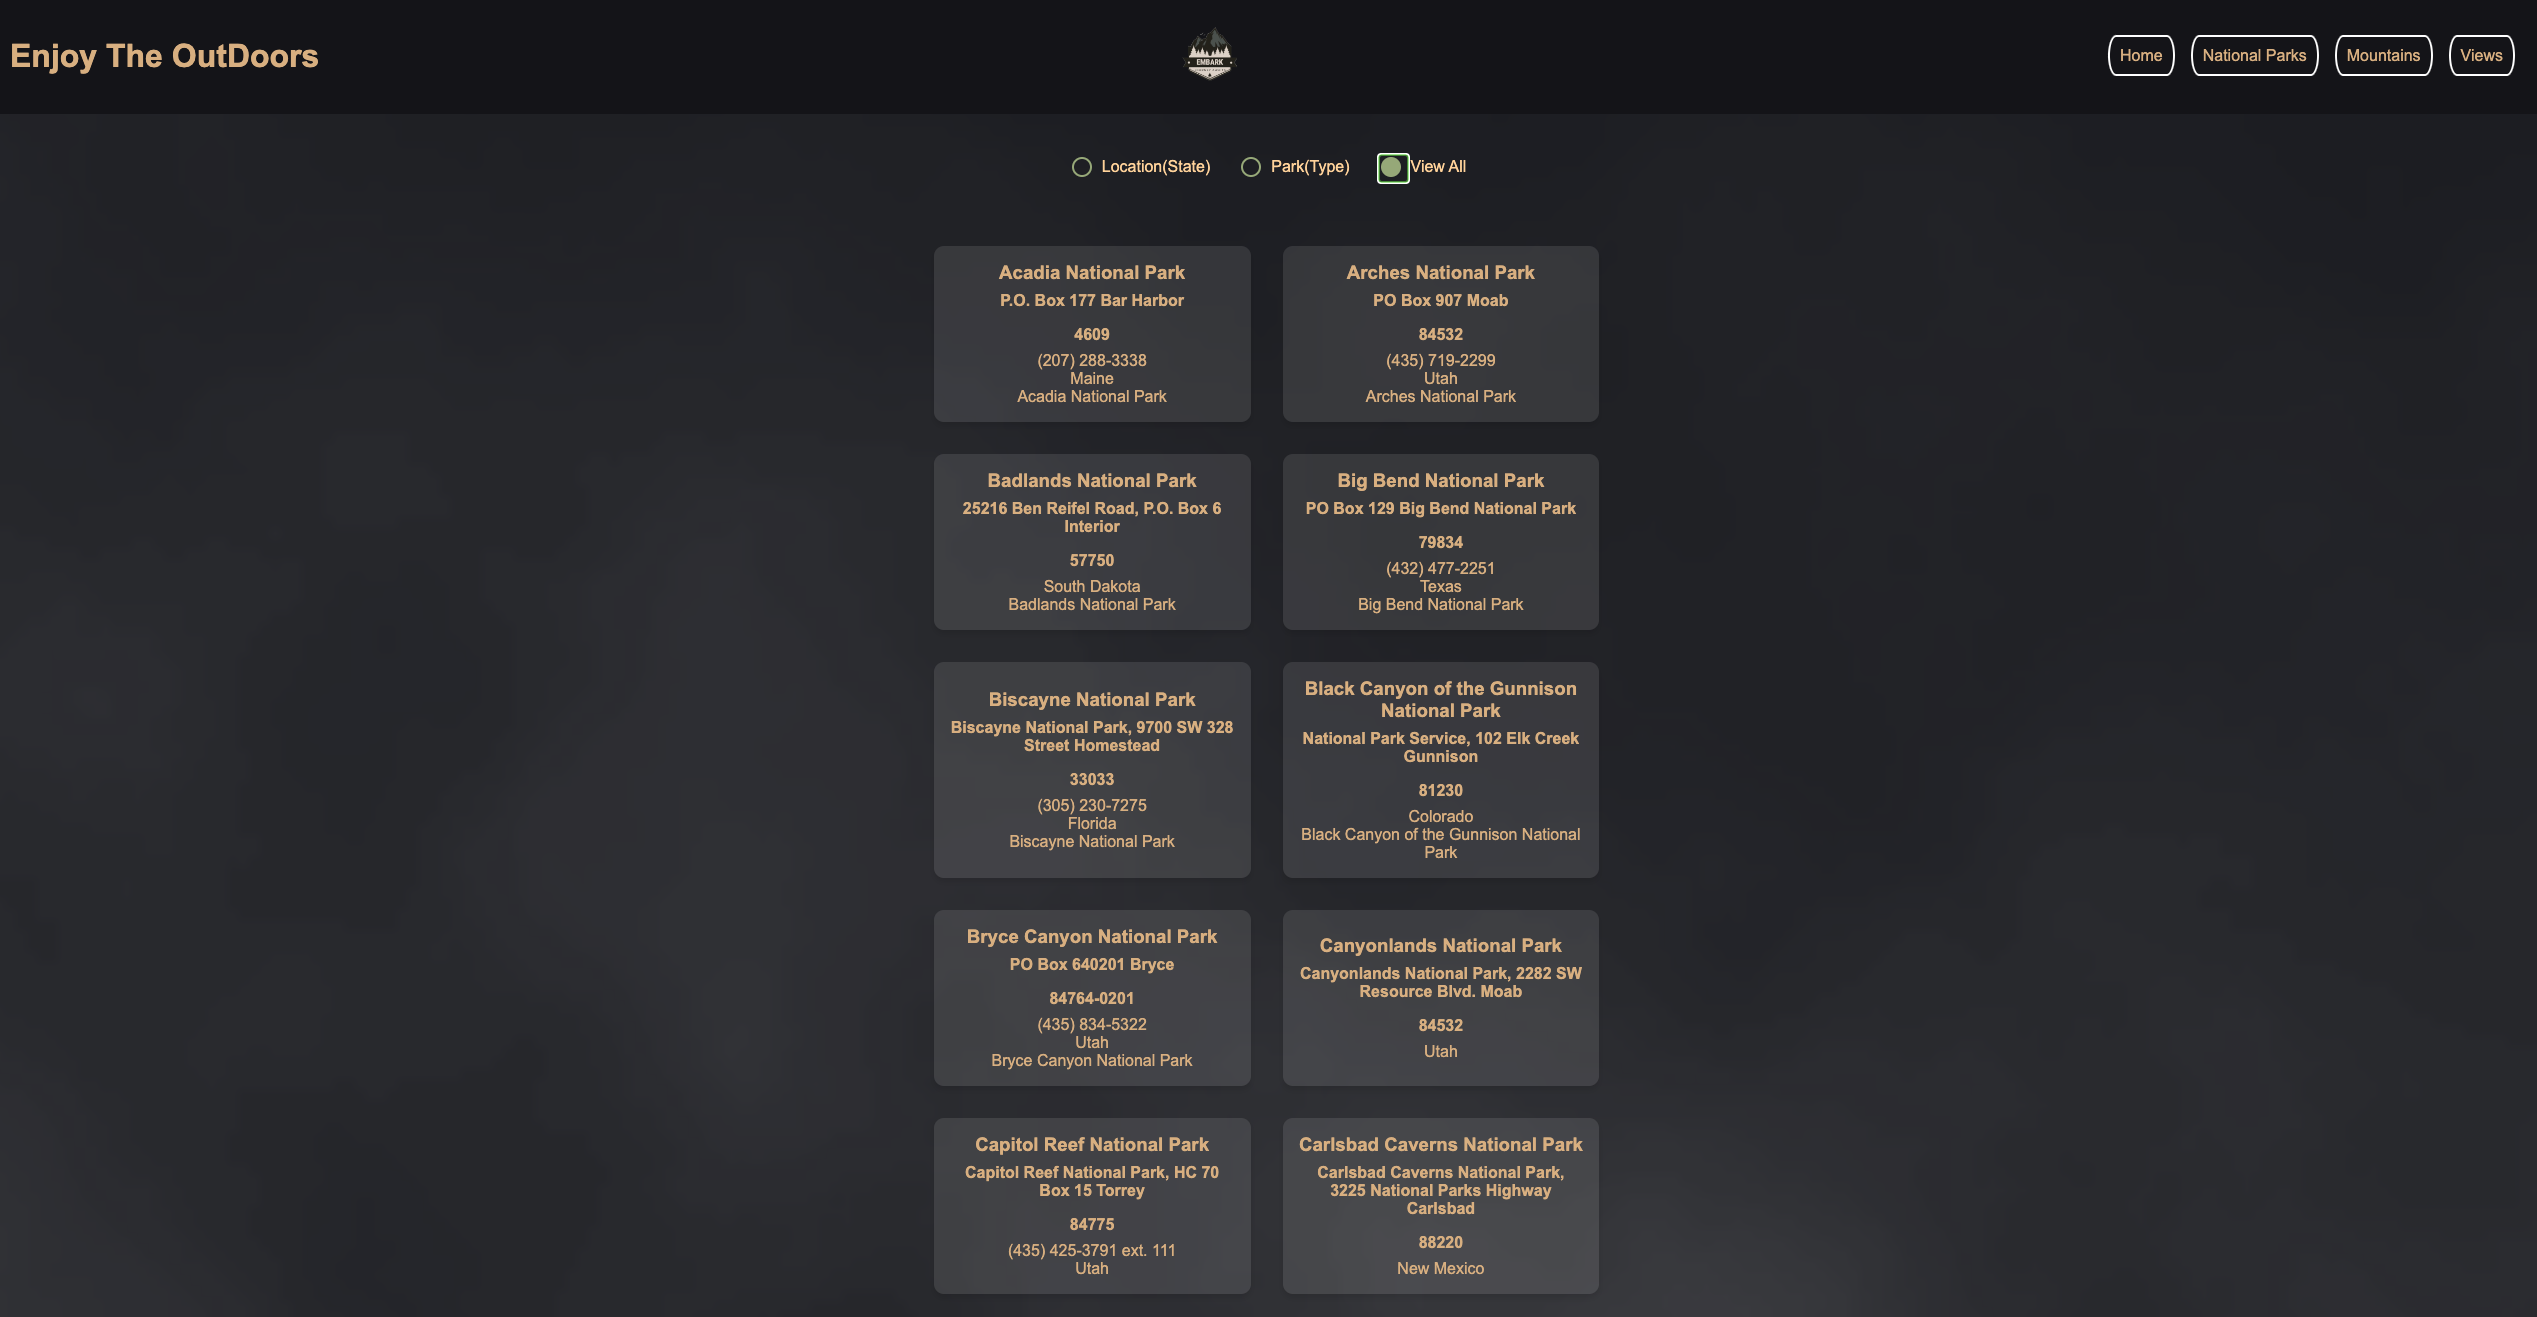 Enjoy The OutDoors
EMBARK
Home
National Parks
Mountains
Views
Location(State)
Park(Type)
View All
Acadia National Park
P.O. Box 177 Bar Harbor
4609
(207) 288-3338
Maine
Acadia National Park
Arches National Park
PO Box 907 Moab
84532
(435) 719-2299
Utah
Arches National Park
Badlands National Park
25216 Ben Reifel Road, P.O. Box 6
Interior
57750
South Dakota
Badlands National Park
Big Bend National Park
PO Box 129 Big Bend National Park
79834
(432) 477-2251
Texas
Big Bend National Park
Biscayne National Park
Biscayne National Park, 9700 SW 328
Street Homestead
33033
(305) 230-7275
Florida
Biscayne National Park
Black Canyon of the Gunnison
National Park
National Park Service, 102 Elk Creek
Gunnison
81230
Colorado
Black Canyon of the Gunnison National
Park
Bryce Canyon National Park
PO Box 640201 Bryce
84764-0201
(435) 834-5322
Utah
Bryce Canyon National Park
Canyonlands National Park
Canyonlands National Park, 2282 SW
Resource Blvd. Moab
84532
Utah
Capitol Reef National Park
Capitol Reef National Park, HC 70
Box 15 Torrey
84775
(435) 425-3791 ext. 111
Utah
Carlsbad Caverns National Park
Carlsbad Caverns National Park,
3225 National Parks Highway
Carlsbad
88220
New Mexico